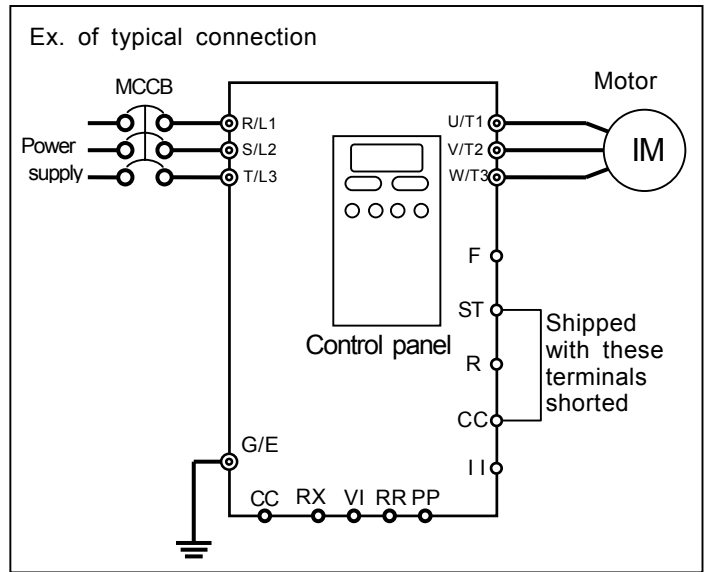 Ex. of typical connection
MCCB
Motor
Power
supply
R/L1
S/L2
T/L3
U/T1
V/T2
W/T3
IM
F
ST
R
CC
I I
Shipped
with these
terminals
shorted
Control panel
G/E
CC RX VI RR PP